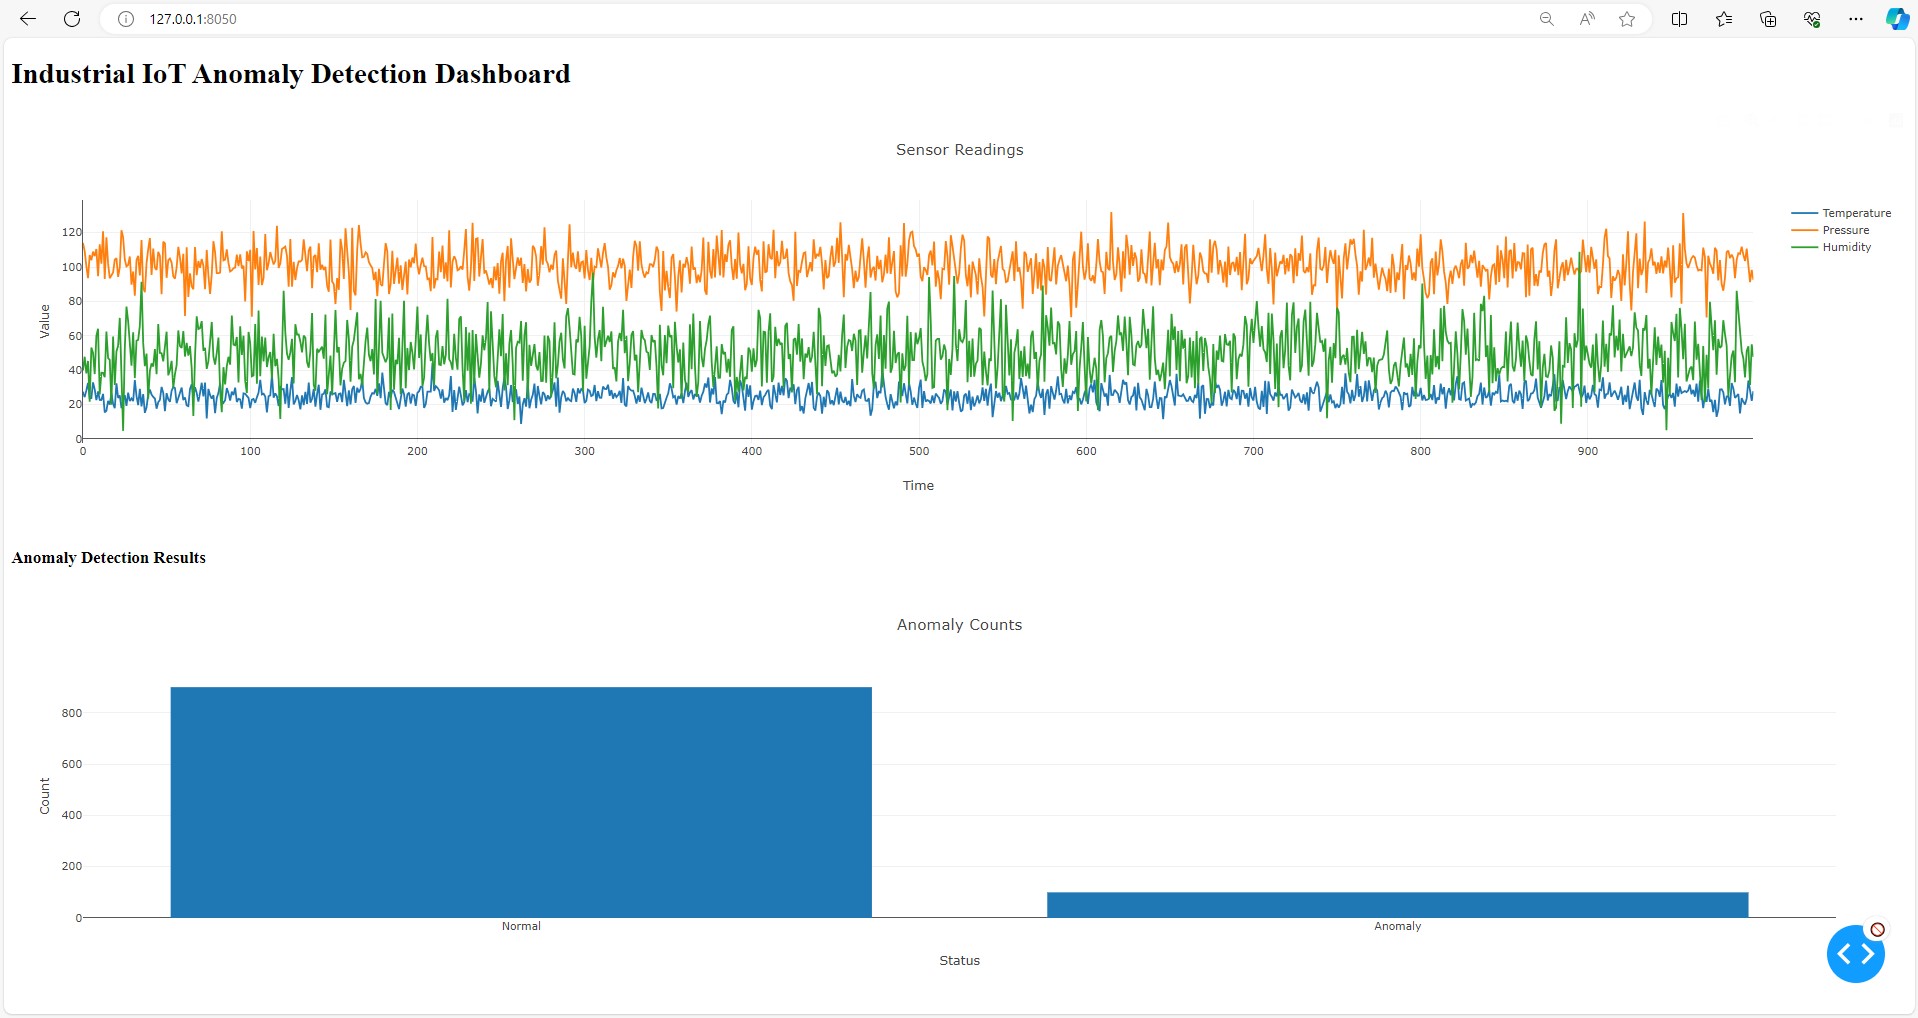 127.0.0.1:8050
Industrial IoT Anomaly Detection Dashboard
Sensor Readings
Temperature
Pressure
Humidity
120
100
80
60
40
20
0
Value
0 100 200 300 400 500 600 700 800 900
Time
Anomaly Detection Results
Anomaly Counts
800
600
400
200
0
Count
Normal Anomaly
Status